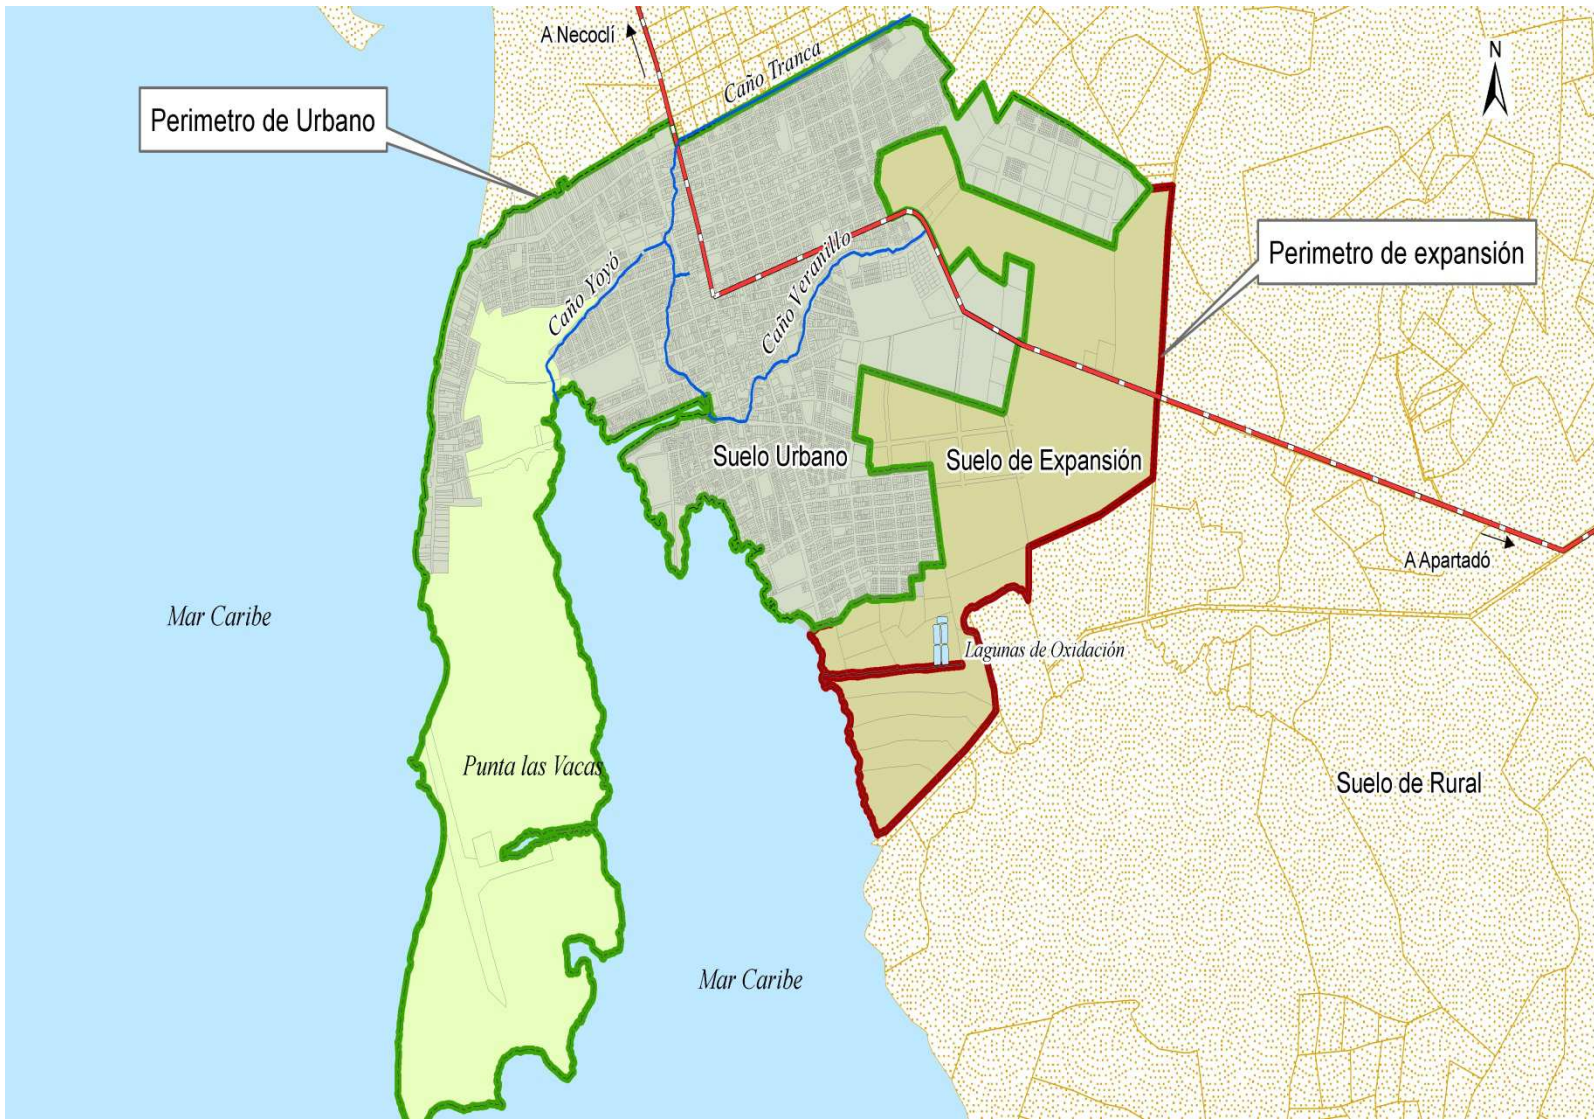 A Necoclí
N
Caño Tranca
Perimetro de Urbano
Perimetro de expansión
Caño Yoyó
Caño Veranillo
Suelo Urbano
Suelo de Expansión
A Apartadó
Mar Caribe
Lagunas de Oxidación
Punta las Vacas
Suelo de Rural
Mar Caribe